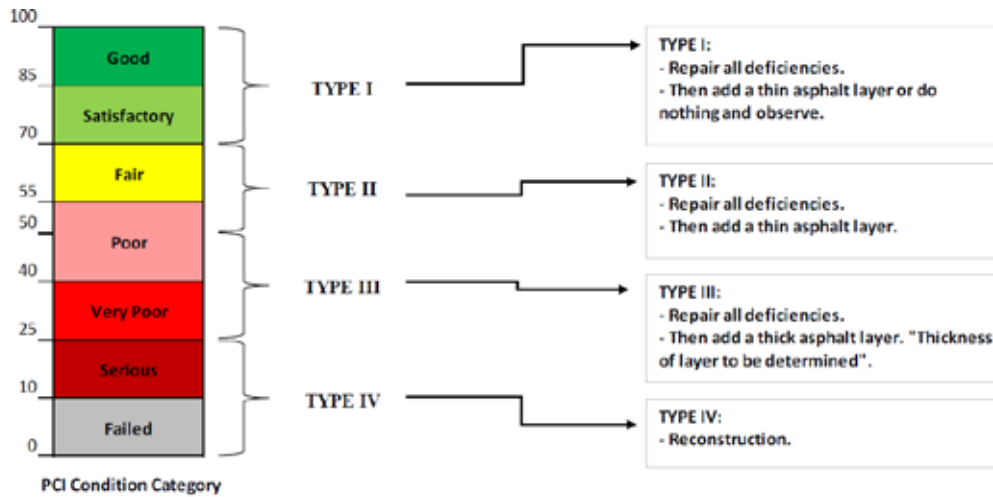 100
Good
85
Satisfactory
70
Fair
55
50
Poor
40
Very Poor
25
Serious
10
Failed
0
PCI Condition Category
TYPE I
TYPE II
TYPE III
TYPE IV
TYPE I:
- Repair all deficiencies.
- Then add a thin asphalt layer or do
nothing and observe.
TYPE II:
- Repair all deficiencies.
- Then add a thin asphalt layer.
TYPE III:
- Repair all deficiencies.
- Then add a thick asphalt layer. "Thickness
of layer to be determined".
TYPE IV:
- Reconstruction.